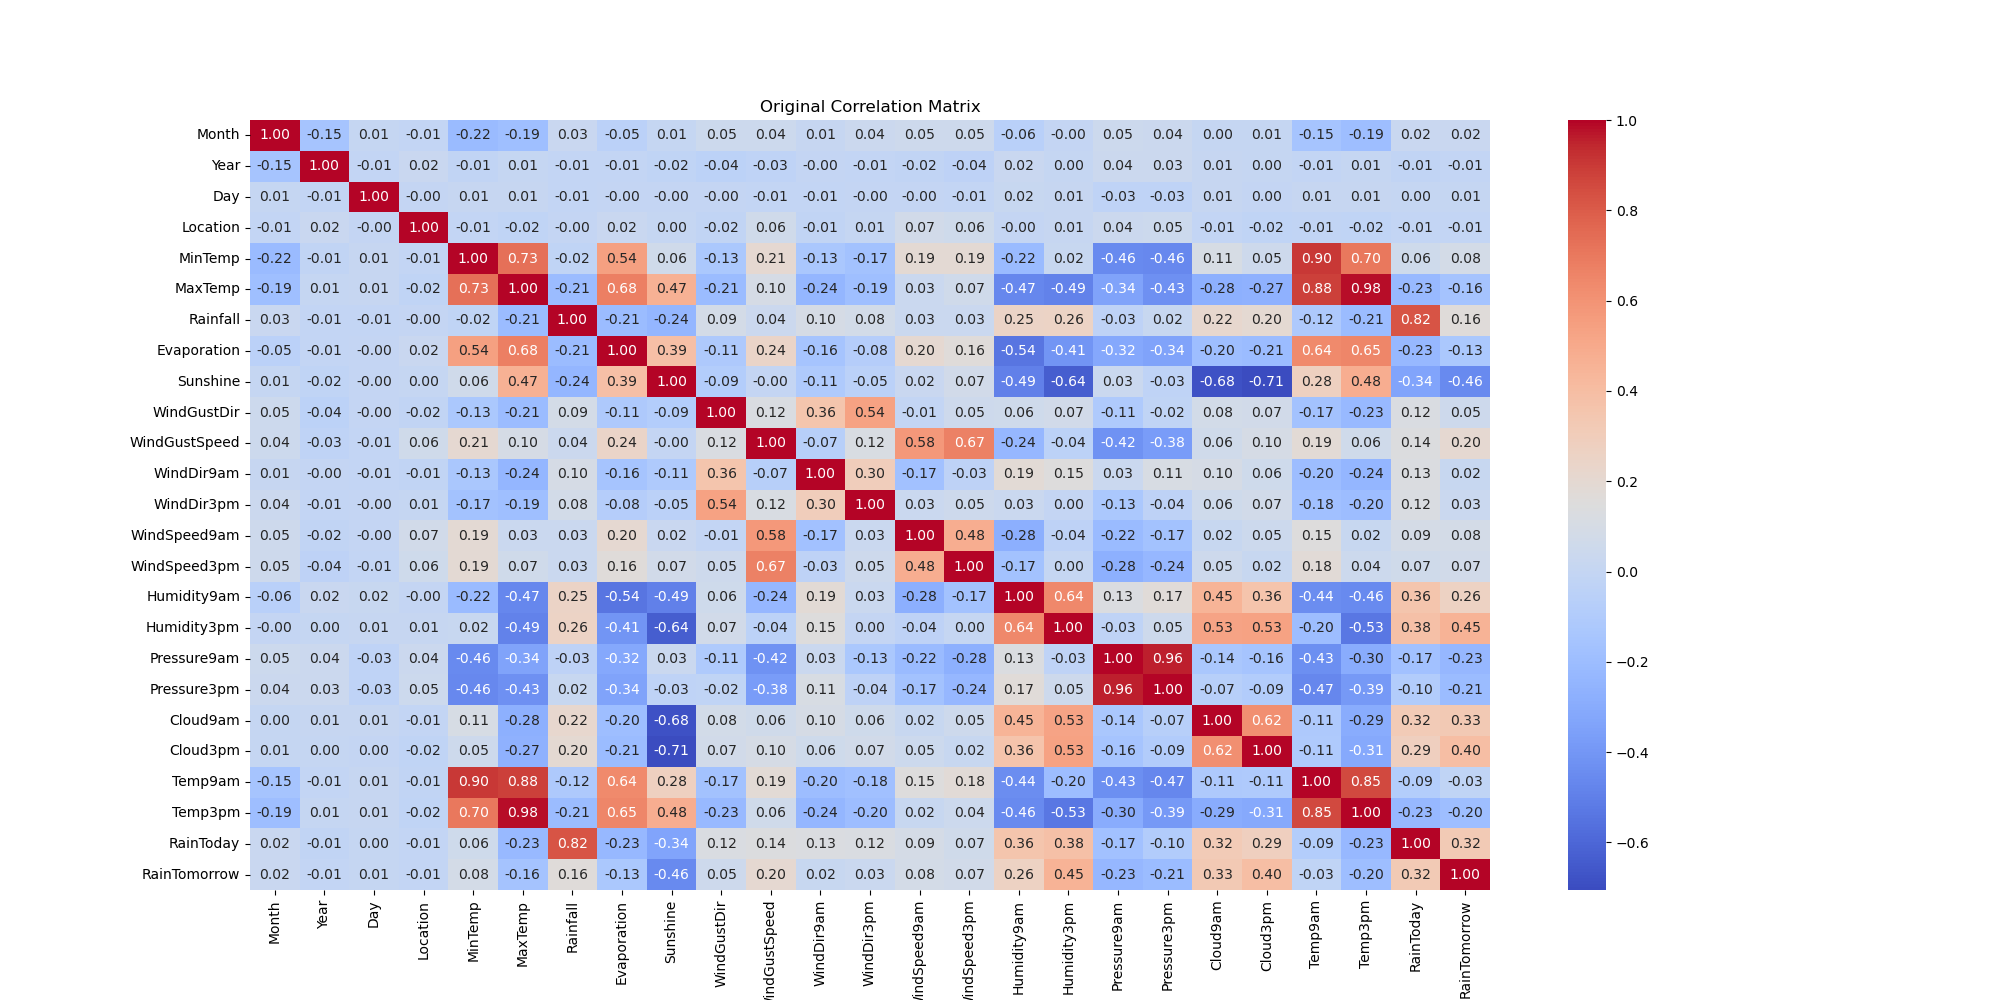 Original Correlation Matrix
Month 1.00 -0.15 0.01 -0.01 -0.22 -0.19 0.03 -0.05 0.01 0.05 0.04 0.01 0.04 0.05 0.05 -0.06 -0.00 0.05 0.04 0.00 0.01 -0.15 -0.19 0.02 0.02
Year -0.15 1.00 -0.01 0.02 -0.01 0.01 -0.01 -0.01 -0.02 -0.04 -0.03 -0.00 -0.01 -0.02 -0.04 0.02 0.00 0.04 0.03 0.01 0.00 -0.01 0.01 -0.01 -0.01
Day 0.01 -0.01 1.00 -0.00 0.01 0.01 -0.01 -0.00 -0.00 -0.00 -0.01 -0.01 -0.00 -0.00 -0.01 0.02 0.01 -0.03 -0.03 0.01 0.00 0.01 0.01 0.00 0.01
Location -0.01 0.02 -0.00 1.00 -0.01 -0.02 -0.00 0.02 0.00 -0.02 0.06 -0.01 0.01 0.07 0.06 -0.00 0.01 0.04 0.05 -0.01 -0.02 -0.01 -0.02 -0.01 -0.01
MinTemp -0.22 -0.01 0.01 -0.01 1.00 0.73 -0.02 0.54 0.06 -0.13 0.21 -0.13 -0.17 0.19 0.19 -0.22 0.02 -0.46 -0.46 0.11 0.05 0.90 0.70 0.06 0.08
MaxTemp -0.19 0.01 0.01 -0.02 0.73 1.00 -0.21 0.68 0.47 -0.21 0.10 -0.24 -0.19 0.03 0.07 -0.47 -0.49 -0.34 -0.43 -0.28 -0.27 0.88 0.98 -0.23 -0.16
Rainfall 0.03 -0.01 -0.01 -0.00 -0.02 -0.21 1.00 -0.21 -0.24 0.09 0.04 0.10 0.08 0.03 0.03 0.25 0.26 -0.03 0.02 0.22 0.20 -0.12 -0.21 0.82 0.16
Evaporation -0.05 -0.01 -0.00 0.02 0.54 0.68 -0.21 1.00 0.39 -0.11 0.24 -0.16 -0.08 0.20 0.16 -0.54 -0.41 -0.32 -0.34 -0.20 -0.21 0.64 0.65 -0.23 -0.13
Sunshine 0.01 -0.02 -0.00 0.00 0.06 0.47 -0.24 0.39 1.00 -0.09 -0.00 -0.11 -0.05 0.02 0.07 -0.49 -0.64 0.03 -0.03 -0.68 -0.71 0.28 0.48 -0.34 -0.46
WindGustDir 0.05 -0.04 -0.00 -0.02 -0.13 -0.21 0.09 -0.11 -0.09 1.00 0.12 0.36 0.54 -0.01 0.05 0.06 0.07 -0.11 -0.02 0.08 0.07 -0.17 -0.23 0.12 0.05
WindGustSpeed 0.04 -0.03 -0.01 0.06 0.21 0.10 0.04 0.24 -0.00 0.12 1.00 -0.07 0.12 0.58 0.67 -0.24 -0.04 -0.42 -0.38 0.06 0.10 0.19 0.06 0.14 0.20
WindDir9am 0.01 -0.00 -0.01 -0.01 -0.13 -0.24 0.10 -0.16 -0.11 0.36 -0.07 1.00 0.30 -0.17 -0.03 0.19 0.15 0.03 0.11 0.10 0.06 -0.20 -0.24 0.13 0.02
WindDir3pm 0.04 -0.01 -0.00 0.01 -0.17 -0.19 0.08 -0.08 -0.05 0.54 0.12 0.30 1.00 0.03 0.05 0.03 0.00 -0.13 -0.04 0.06 0.07 -0.18 -0.20 0.12 0.03
WindSpeed9am 0.05 -0.02 -0.00 0.07 0.19 0.03 0.03 0.20 0.02 -0.01 0.58 -0.17 0.03 1.00 0.48 -0.28 -0.04 -0.22 -0.17 0.02 0.05 0.15 0.02 0.09 0.08
WindSpeed3pm 0.05 -0.04 -0.01 0.06 0.19 0.07 0.03 0.16 0.07 0.05 0.67 -0.03 0.05 0.48 1.00 -0.17 0.00 -0.28 -0.24 0.05 0.02 0.18 0.04 0.07 0.07
Humidity9am -0.06 0.02 0.02 -0.00 -0.22 -0.47 0.25 -0.54 -0.49 0.06 -0.24 0.19 0.03 -0.28 -0.17 1.00 0.64 0.13 0.17 0.45 0.36 -0.44 -0.46 0.36 0.26
Humidity3pm -0.00 0.00 0.01 0.01 0.02 -0.49 0.26 -0.41 -0.64 0.07 -0.04 0.15 0.00 -0.04 0.00 0.64 1.00 -0.03 0.05 0.53 0.53 -0.20 -0.53 0.38 0.45
Pressure9am 0.05 0.04 -0.03 0.04 -0.46 -0.34 -0.03 -0.32 0.03 -0.11 -0.42 0.03 -0.13 -0.22 -0.28 0.13 -0.03 1.00 0.96 -0.14 -0.16 -0.43 -0.30 -0.17 -0.23
Pressure3pm 0.04 0.03 -0.03 0.05 -0.46 -0.43 0.02 -0.34 -0.03 -0.02 -0.38 0.11 -0.04 -0.17 -0.24 0.17 0.05 0.96 1.00 -0.07 -0.09 -0.47 -0.39 -0.10 -0.21
Cloud9am 0.00 0.01 0.01 -0.01 0.11 -0.28 0.22 -0.20 -0.68 0.08 0.06 0.10 0.06 0.02 0.05 0.45 0.53 -0.14 -0.07 1.00 0.62 -0.11 -0.29 0.32 0.33
Cloud3pm 0.01 0.00 0.00 -0.02 0.05 -0.27 0.20 -0.21 -0.71 0.07 0.10 0.06 0.07 0.05 0.02 0.36 0.53 -0.16 -0.09 0.62 1.00 -0.11 -0.31 0.29 0.40
Temp9am -0.15 -0.01 0.01 -0.01 0.90 0.88 -0.12 0.64 0.28 -0.17 0.19 -0.20 -0.18 0.15 0.18 -0.44 -0.20 -0.43 -0.47 -0.11 -0.11 1.00 0.85 -0.09 -0.03
Temp3pm -0.19 0.01 0.01 -0.02 0.70 0.98 -0.21 0.65 0.48 -0.23 0.06 -0.24 -0.20 0.02 0.04 -0.46 -0.53 -0.30 -0.39 -0.29 -0.31 0.85 1.00 -0.23 -0.20
RainToday 0.02 -0.01 0.00 -0.01 0.06 -0.23 0.82 -0.23 -0.34 0.12 0.14 0.13 0.12 0.09 0.07 0.36 0.38 -0.17 -0.10 0.32 0.29 -0.09 -0.23 1.00 0.32
RainTomorrow 0.02 -0.01 0.01 -0.01 0.08 -0.16 0.16 -0.13 -0.46 0.05 0.20 0.02 0.03 0.08 0.07 0.26 0.45 -0.23 -0.21 0.33 0.40 -0.03 -0.20 0.32 1.00
Month
Year
Day
Location
MinTemp
MaxTemp
Rainfall
Evaporation
Sunshine
WindGustDir
indGustSpeed
WindDir9am
WindDir3pm
indSpeed9am
indSpeed3pm
Humidity9am
Humidity3pm
Pressure9am
Pressure3pm
Cloud9am
Cloud3pm
Temp9am
Temp3pm
RainToday
RainTomorrow
1.0
0.8
0.6
0.4
0.2
0.0
−0.2
−0.4
−0.6